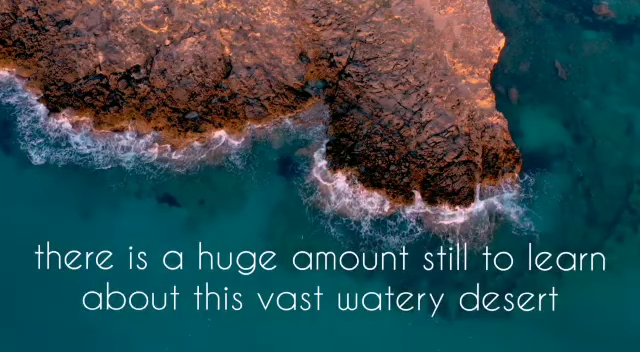 there is a huge amount still to learn
about this vast watery desert